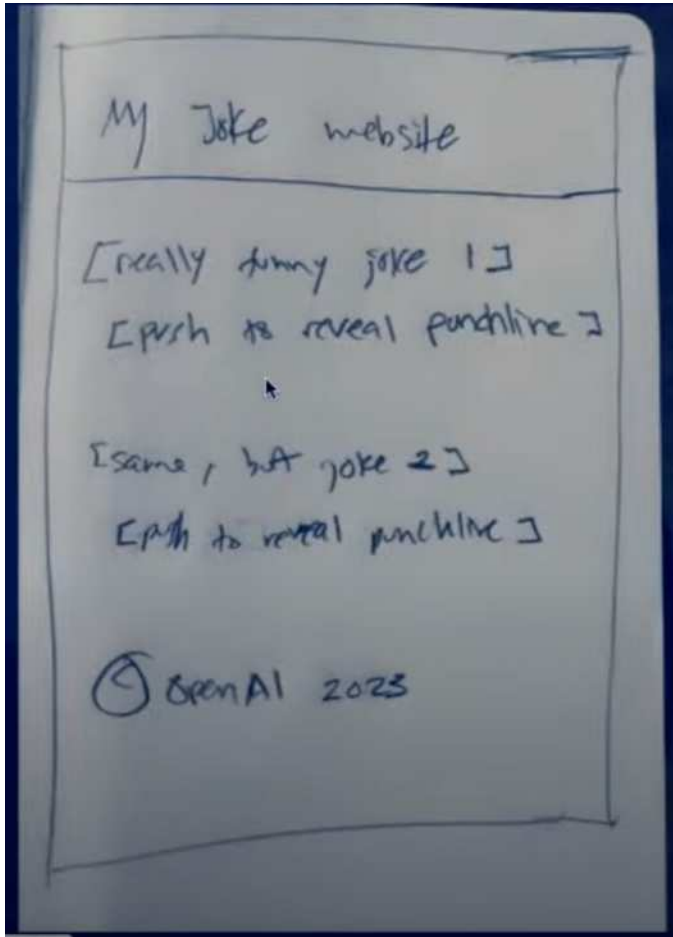 My Joke website
[really funny joke 1]
[push to reveal punchline]
[same, but joke 2]
[push to reveal punchline]
© OpenAI 2023